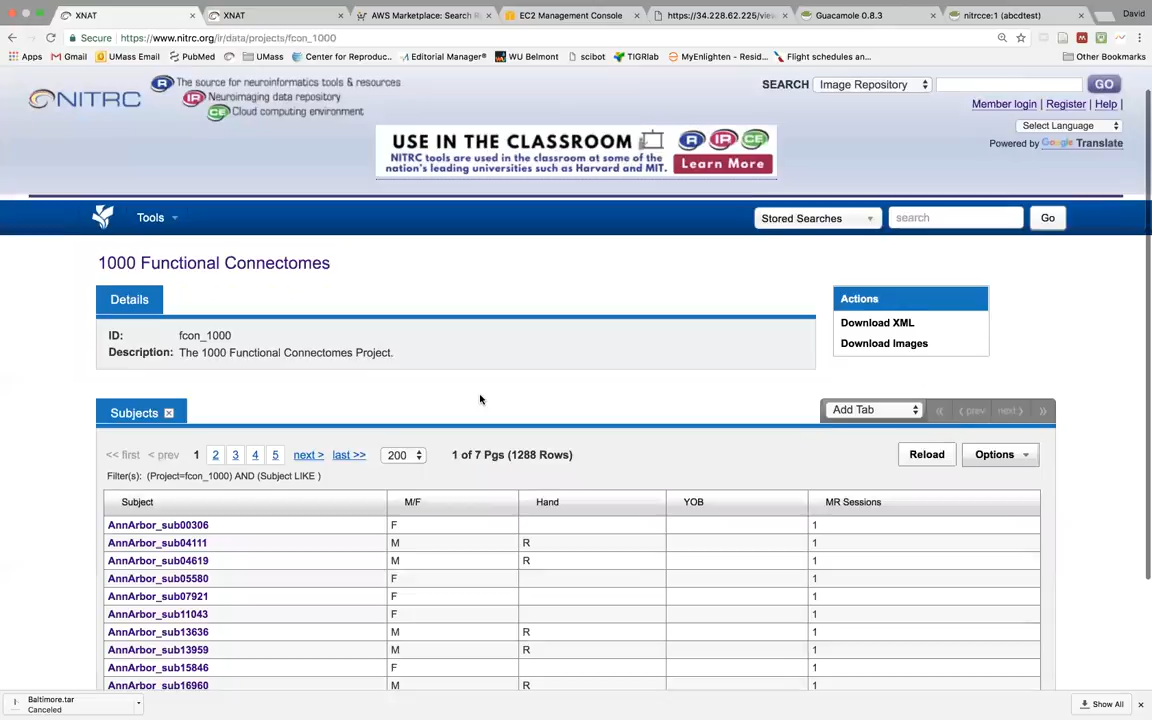 XNAT
XNAT
AWS Marketplace: Search R
EC2 Management Console
https://34.228.62.225/view
Guacamole 0.8.3
nitrcce:1 (abcdtest)
David
Secure
https://www.nitrc.org/ir/data/projects/fcon_1000
Apps
Gmail
UMass Email
PubMed
UMass
Center for Reproduc..
Editorial Manager®
WU Belmont
scibot
TIGRlab
MyEnlighten - Resid...
Flight schedules an...
Other Bookmarks
NITRC
R The source for neuroinformatics tools & resources
IR Neuroimaging data repository
CE Cloud computing environment
SEARCH Image Repository GO
Member login | Register | Help |
Select Language
Powered by Google Translate
USE IN THE CLASSROOM R IR CE
NITRC tools are used in the classroom at some of the
nation's leading universities such as Harvard and MIT.
Learn More
Tools
Stored Searches search Go
1000 Functional Connectomes
Details
ID: fcon_1000
Description: The 1000 Functional Connectomes Project.
Actions
Download XML
Download Images
Subjects
Add Tab
prev next
<< first < prev 1 2 3 4 5 next > last >> 200 1 of 7 Pgs (1288 Rows)
Reload Options
Filter(s): (Project=fcon_1000) AND (Subject LIKE )
Subject M/F Hand YOB MR Sessions
AnnArbor_sub00306 F 1
AnnArbor_sub04111 M R 1
AnnArbor_sub04619 M R 1
AnnArbor_sub05580 F 1
AnnArbor_sub07921 F 1
AnnArbor_sub11043 F 1
AnnArbor_sub13636 M R 1
AnnArbor_sub13959 M R 1
AnnArbor_sub15846 F 1
AnnArbor_sub16960 M R 1
Baltimore.tar
Canceled
Show All